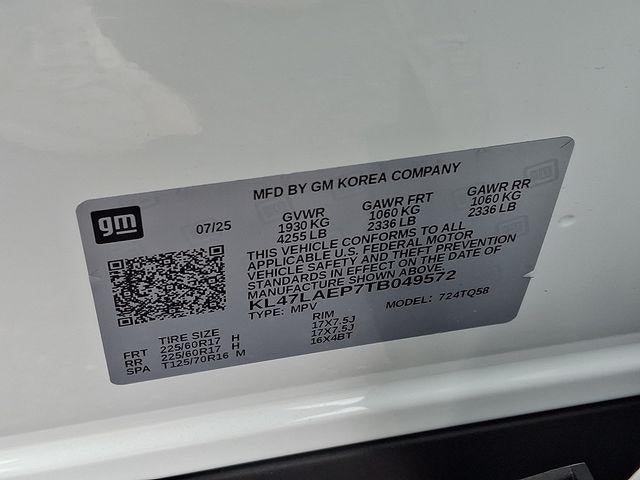 MFD BY GM KOREA COMPANY
gm
07/25
GVWR GAWR FRT GAWR RR
1930 KG 1060 KG 1060 KG
4255 LB 2336 LB 2336 LB
THIS VEHICLE CONFORMS TO ALL
APPLICABLE U.S. FEDERAL MOTOR
VEHICLE SAFETY AND THEFT PREVENTION
STANDARDS IN EFFECT ON THE DATE OF
MANUFACTURE SHOWN ABOVE.
KL47LAEP7TB049572
TYPE: MPV MODEL: 724TQ58
TIRE SIZE RIM
FRT 225/60R17 H 17X7.5J
RR 225/60R17 H 17X7.5J
SPA T125/70R16 M 16X4BT